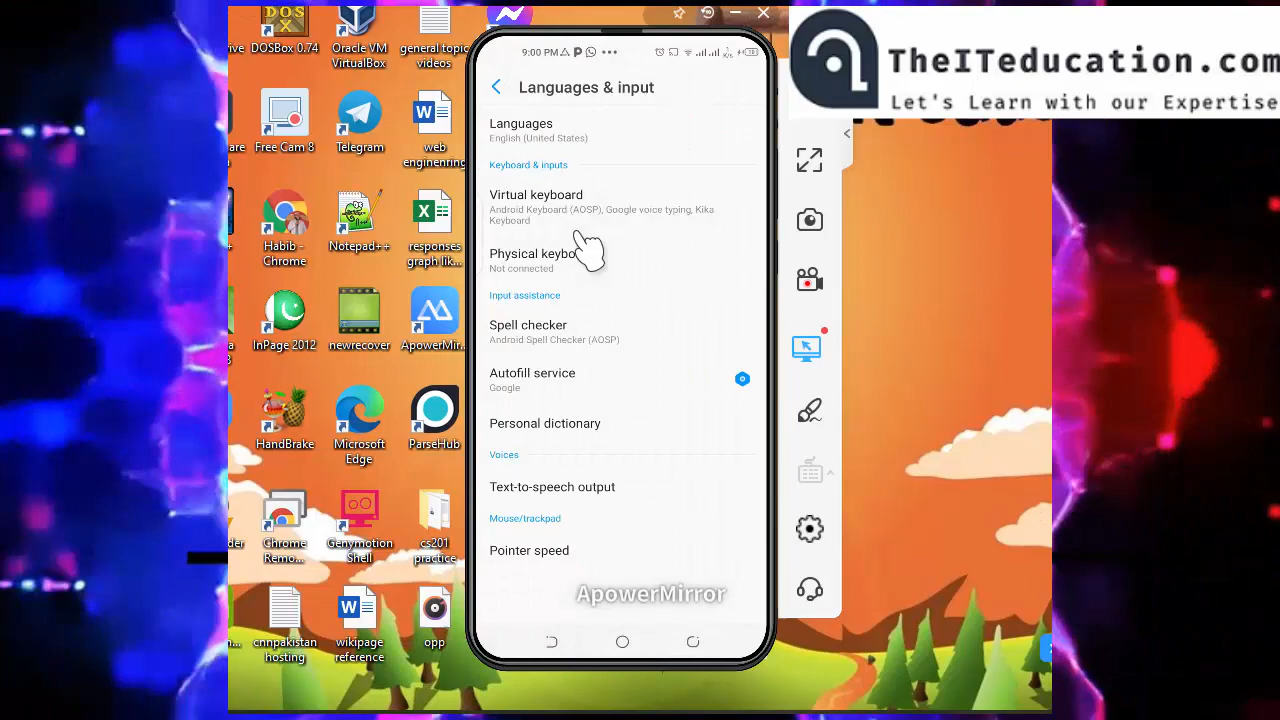 TheITeducation.com
Let's Learn with our Expertise
DOSBox 0.74
Oracle VM
VirtualBox
general topic
videos
Free Cam 8
Telegram
web
enginenring
Habib -
Chrome
Notepad++
responses
graph lik...
InPage 2012
newrecover
ApowerMir...
HandBrake
Microsoft
Edge
ParseHub
Chrome
Remo...
Genymotion
Shell
cs201
practice
cnnpakistan
hosting
wikipage
reference
opp
9:00 PM
Languages & input
Languages
English (United States)
Keyboard & inputs
Virtual keyboard
Android Keyboard (AOSP), Google voice typing, Kika
Keyboard
Physical keybo
Not connected
Input assistance
Spell checker
Android Spell Checker (AOSP)
Autofill service
Google
Personal dictionary
Voices
Text-to-speech output
Mouse/trackpad
Pointer speed
ApowerMirror